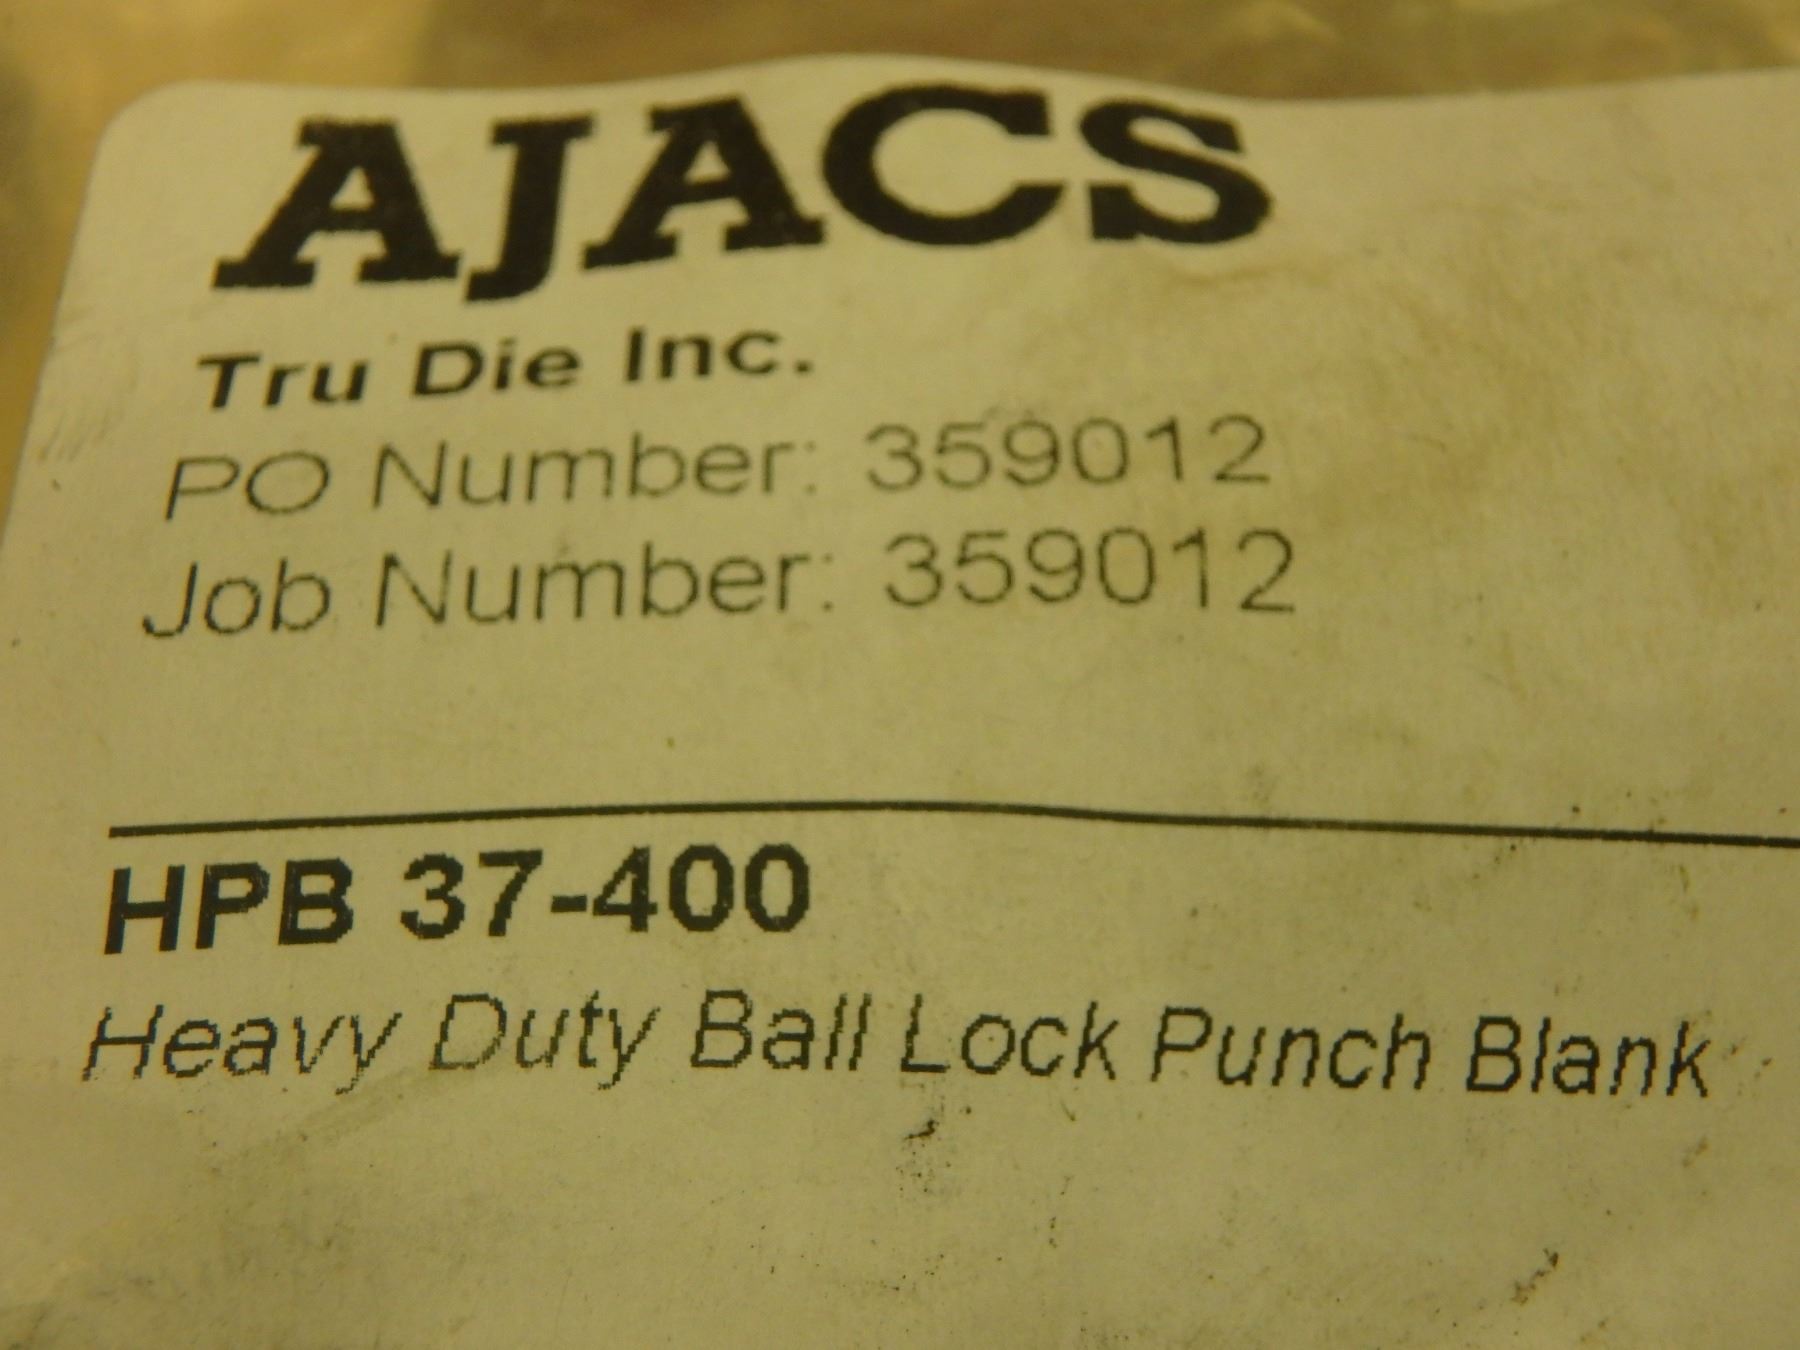 AJACS
Tru Die Inc.
PO Number: 359012
Job Number: 359012
HPB 37-400
Heavy Duty Ball Lock Punch Blank